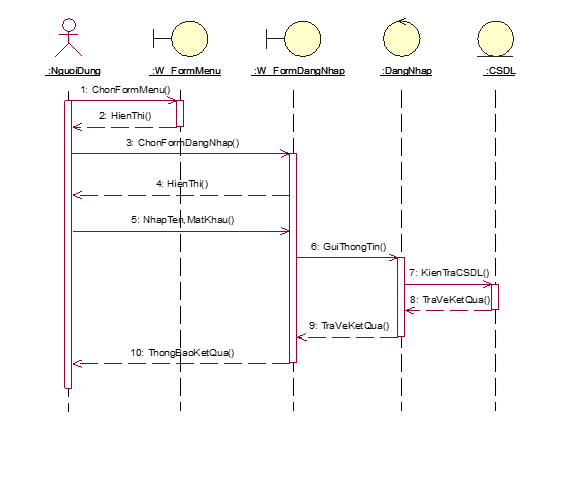 :NguoiDung
:W_FormMenu
:W_FormDangNhap
:DangNhap
:CSDL
1: ChonFormMenu()
2: HienThi()
3: ChonFormDangNhap()
4: HienThi()
5: NhapTen,MatKhau()
6: GuiThongTin()
7: KienTraCSDL()
8: TraVeKetQua()
9: TraVeKetQua()
10: ThongBaoKetQua()